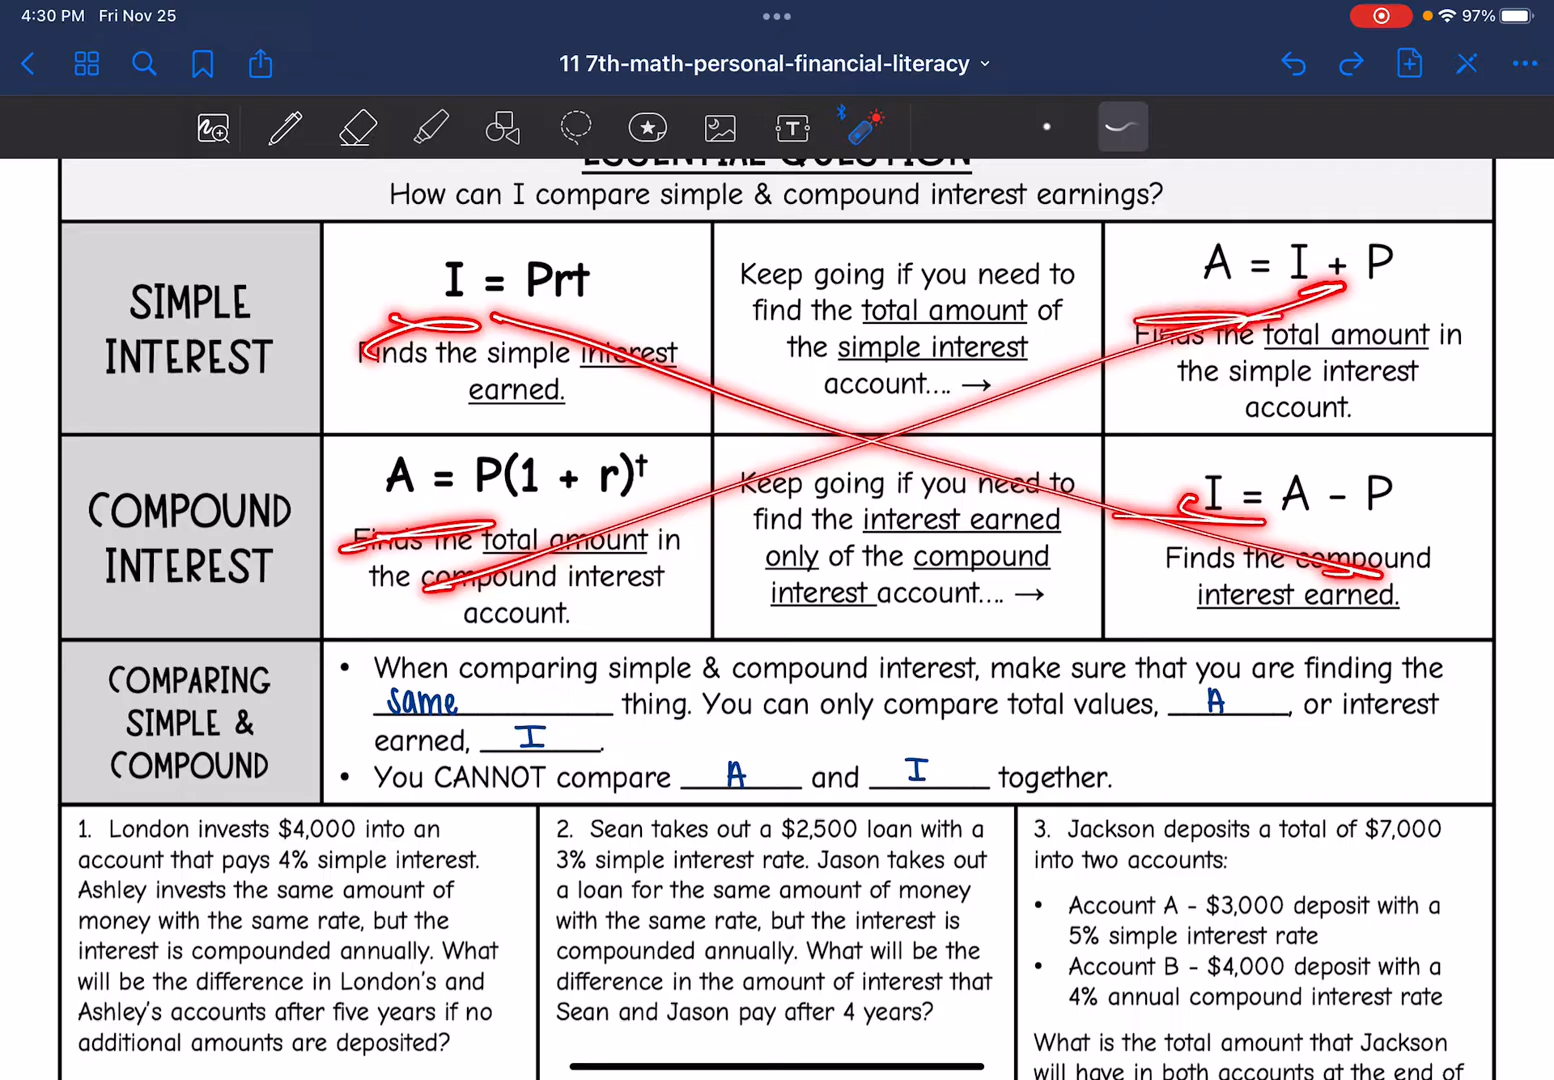 4:30 PM Fri Nov 25
97%
11 7th-math-personal-financial-literacy
ESSENTIAL QUESTION
How can I compare simple & compound interest earnings?
SIMPLE
INTEREST
I = Prt
Finds the simple interest
earned.
Keep going if you need to
find the total amount of
the simple interest
account.... →
A = I + P
Finds the total amount in
the simple interest
account.
COMPOUND
INTEREST
A = P(1 + r)ᵗ
Finds the total amount in
the compound interest
account.
Keep going if you need to
find the interest earned
only of the compound
interest account.... →
I = A - P
Finds the compound
interest earned.
COMPARING
SIMPLE &
COMPOUND
• When comparing simple & compound interest, make sure that you are finding the
same thing. You can only compare total values, A, or interest
earned, I.
• You CANNOT compare A and I together.
1. London invests $4,000 into an
account that pays 4% simple interest.
Ashley invests the same amount of
money with the same rate, but the
interest is compounded annually. What
will be the difference in London's and
Ashley's accounts after five years if no
additional amounts are deposited?
2. Sean takes out a $2,500 loan with a
3% simple interest rate. Jason takes out
a loan for the same amount of money
with the same rate, but the interest is
compounded annually. What will be the
difference in the amount of interest that
Sean and Jason pay after 4 years?
3. Jackson deposits a total of $7,000
into two accounts:
• Account A - $3,000 deposit with a
5% simple interest rate
• Account B - $4,000 deposit with a
4% annual compound interest rate
What is the total amount that Jackson
will have in both accounts at the end of